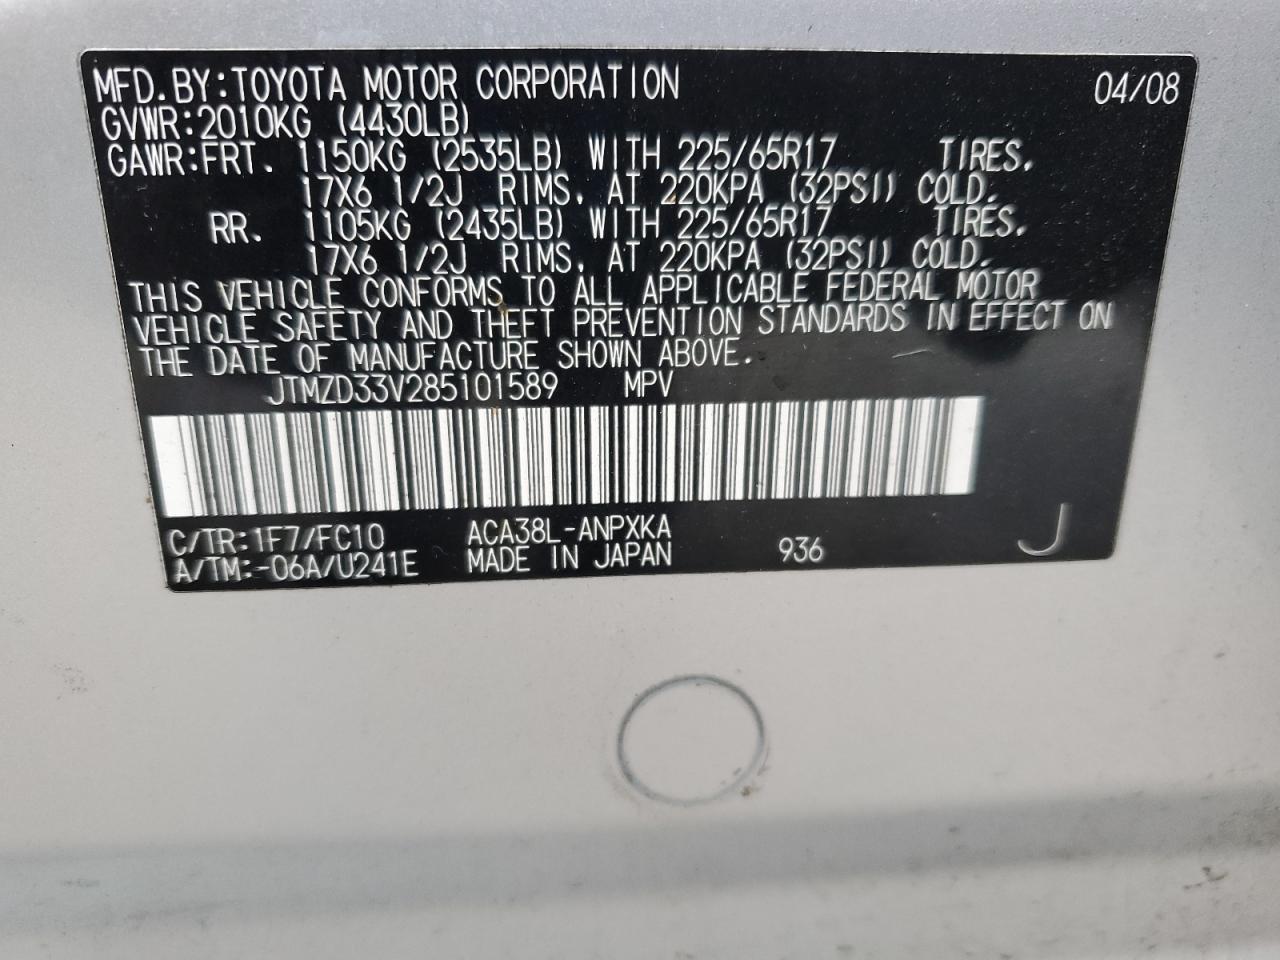 MFD.BY:TOYOTA MOTOR CORPORATION 04/08
GVWR:2010KG (4430LB)
GAWR:FRT. 1150KG (2535LB) WITH 225/65R17 TIRES.
17X6 1/2J RIMS. AT 220KPA (32PSI) COLD.
RR. 1105KG (2435LB) WITH 225/65R17 TIRES.
17X6 1/2J RIMS. AT 220KPA (32PSI) COLD.
THIS VEHICLE CONFORMS TO ALL APPLICABLE FEDERAL MOTOR
VEHICLE SAFETY AND THEFT PREVENTION STANDARDS IN EFFECT ON
THE DATE OF MANUFACTURE SHOWN ABOVE.
JTMZD33V285101589 MPV
C/TR:1F7/FC10 ACA38L-ANPXKA
A/TM:-06A/U241E MADE IN JAPAN 936 J